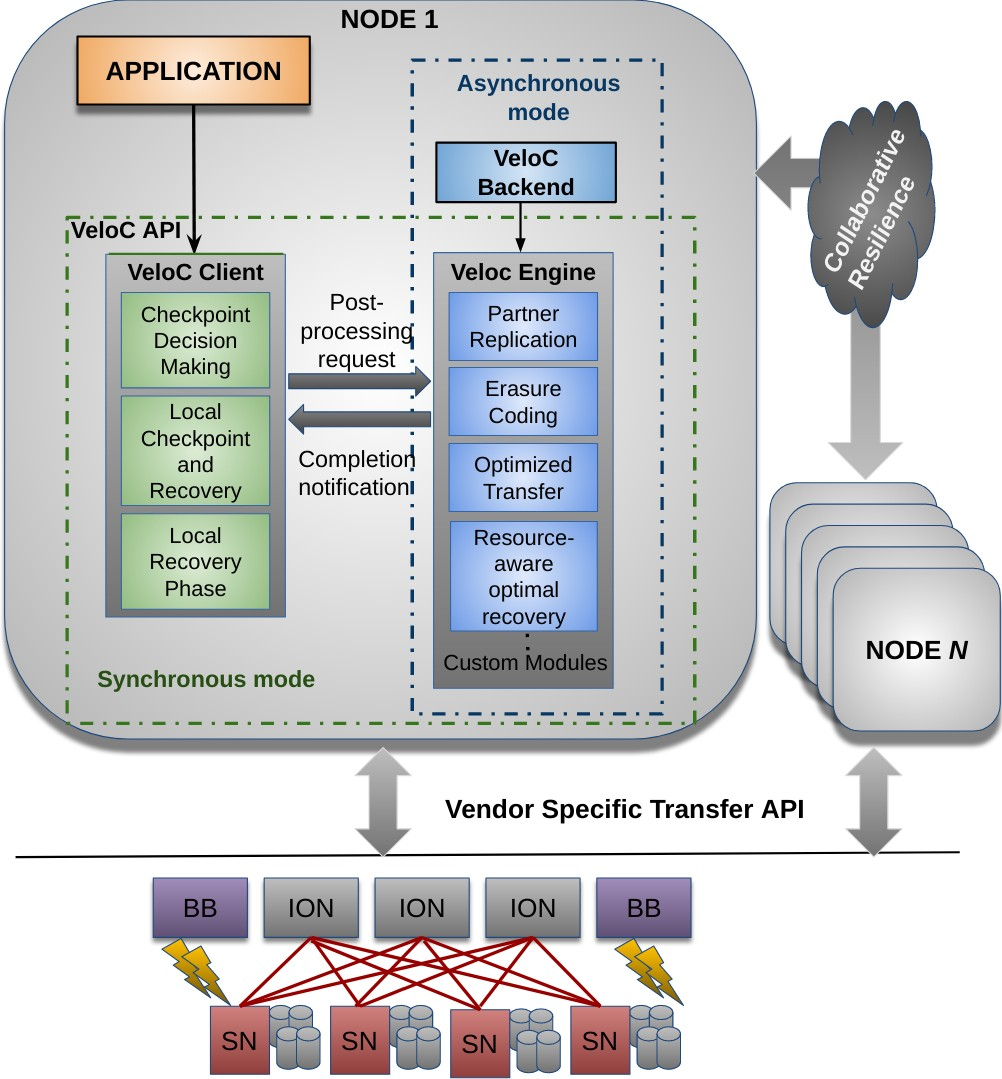 NODE 1
APPLICATION
Asynchronous
mode
VeloC
Backend
VeloC API
VeloC Client
Checkpoint
Decision
Making
Local
Checkpoint
and
Recovery
Local
Recovery
Phase
Post-
processing
request
Completion
notification
Veloc Engine
Partner
Replication
Erasure
Coding
Optimized
Transfer
Resource-
aware
optimal
recovery
Custom Modules
Synchronous mode
Collaborative
Resilience
NODE N
Vendor Specific Transfer API
BB
ION
ION
ION
BB
SN
SN
SN
SN